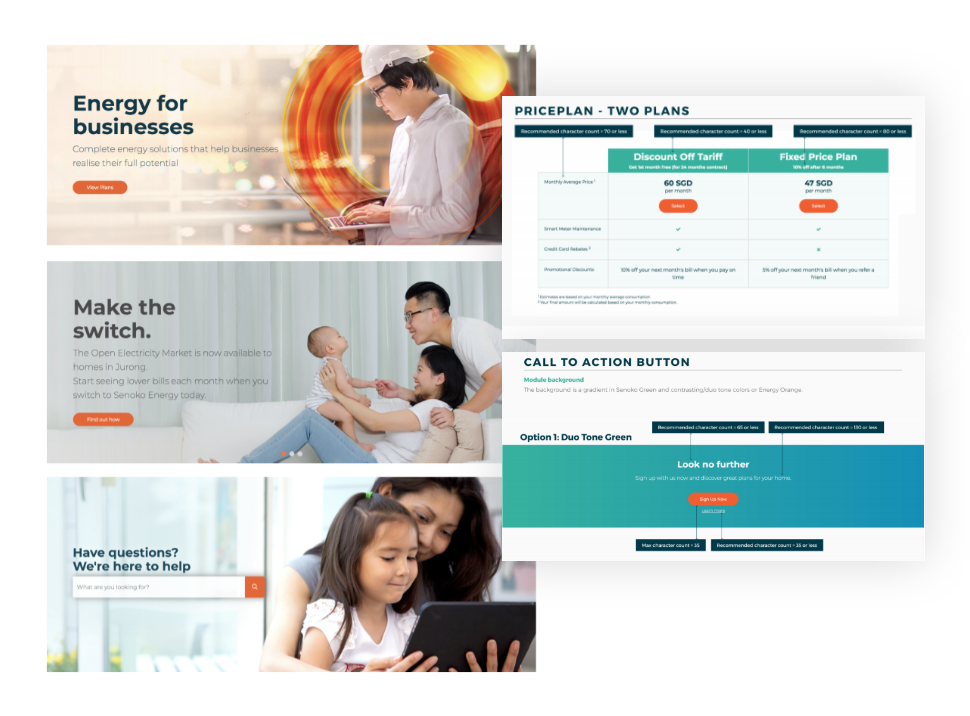 Energy for
businesses
Complete energy solutions that help businesses
realise their full potential
View Plans
Make the
switch.
The Open Electricity Market is now available to
homes in Jurong.
Start seeing lower bills each month when you
switch to Senoko Energy today.
Find out Now
Have questions?
We're here to help
What are you looking for?
PRICEPLAN - TWO PLANS
Recommended character count = 70 or less
Recommended character count = 40 or less
Recommended character count = 80 or less
Discount Off Tariff
Get 1st month free (for 24 months contract)
Fixed Price Plan
10% off after 6 months
Monthly Average Price ¹
60 SGD
per month
Select
47 SGD
per month
Select
Smart Meter Maintenance
Credit Card Rebates ²
Promotional Discounts
10% off your next month's bill when you pay on
time
5% off your next month's bill when you refer a
friend
¹ Estimates are based on your monthly average consumption
² Your final amount will be calculated based on your monthly consumption.
CALL TO ACTION BUTTON
Module background
The background is a gradient in Senoko Green and contrasting/duo tone colors or Energy Orange.
Recommended character count = 65 or less
Recommended character count = 130 or less
Option 1: Duo Tone Green
Look no further
Sign up with us now and discover great plans for your home.
Sign Up Now
Learn more
Max character count = 35
Recommended character count = 35 or less